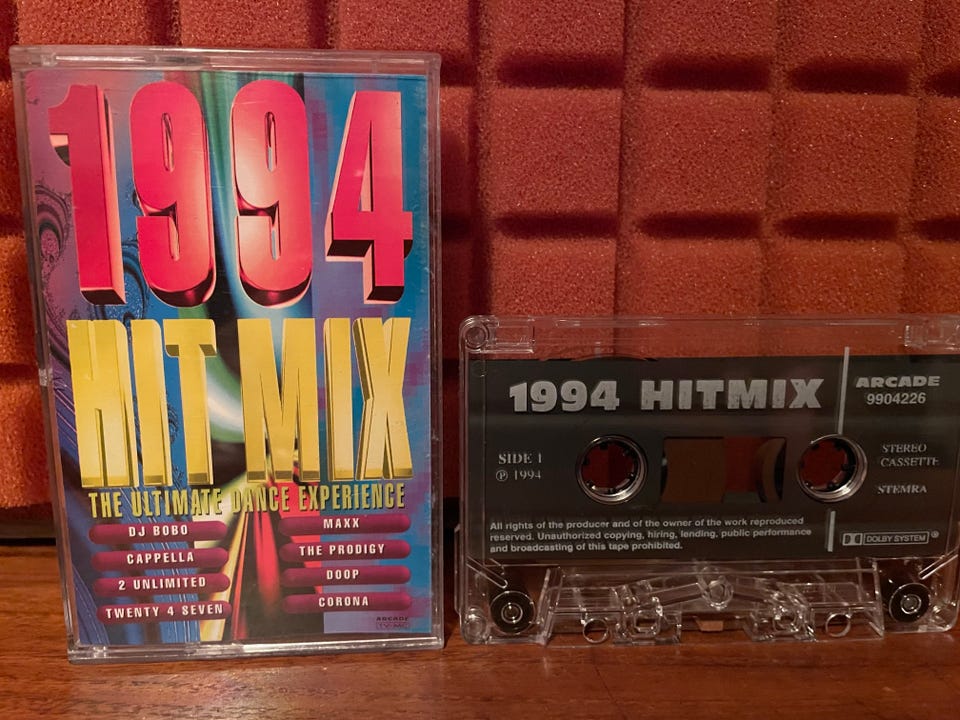 1994
HIT MIX
THE ULTIMATE DANCE EXPERIENCE
DJ BOBO
CAPPELLA
2 UNLIMITED
TWENTY 4 SEVEN
MAXX
THE PRODIGY
DOOP
CORONA
ARCADE
1994 HITMIX
ARCADE
9904226
SIDE 1
℗ 1994
STEREO
CASSETTE
STEMRA
All rights of the producer and of the owner of the work reproduced
reserved. Unauthorized copying, hiring, lending, public performance
and broadcasting of this tape prohibited.
DOLBY SYSTEM ®